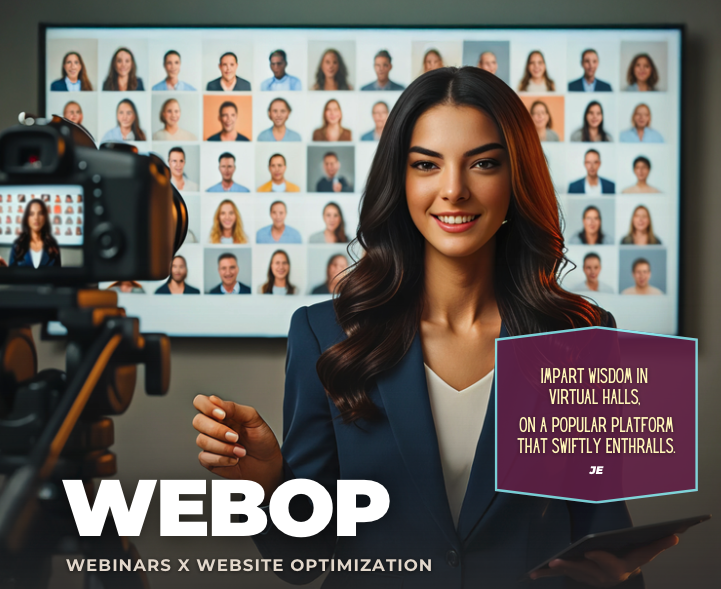 IMPART WISDOM IN
VIRTUAL HALLS,
ON A POPULAR PLATFORM
THAT SWIFTLY ENTHRALLS.
JE
WEBOP
WEBINARS X WEBSITE OPTIMIZATION